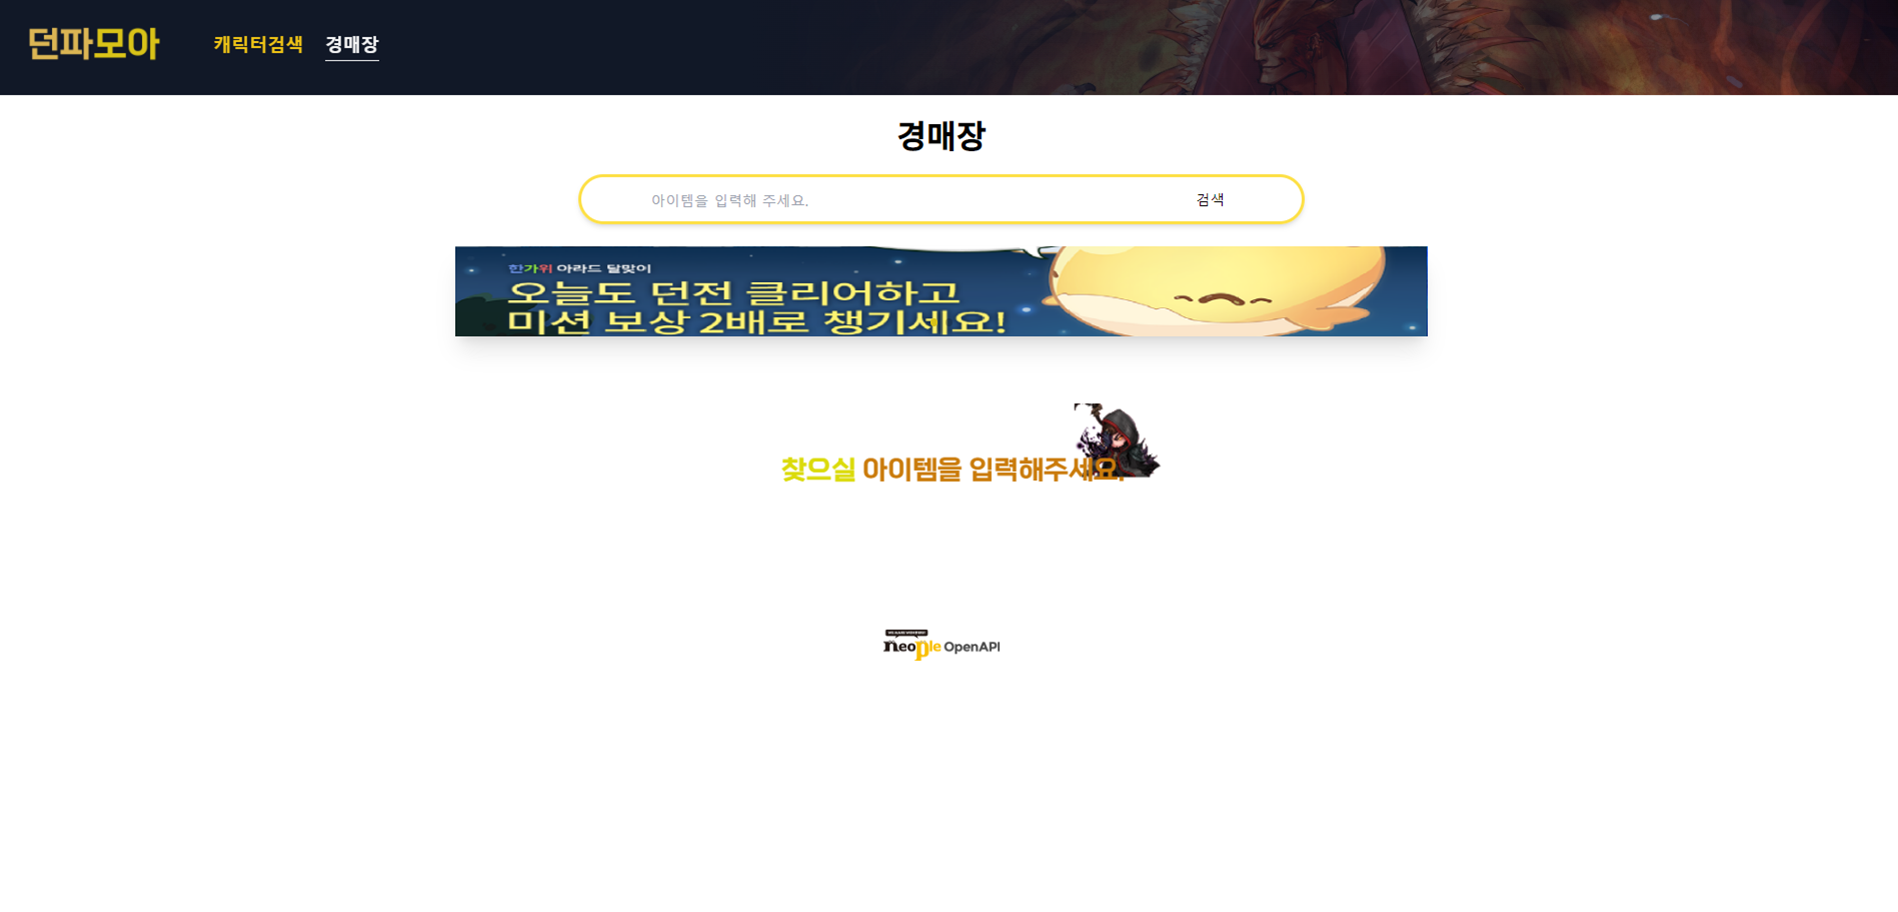 던파모아
캐릭터검색 경매장
경매장
아이템을 입력해 주세요.
검색
한가위 아라드 달맞이
오늘도 던전 클리어하고
미션 보상 2배로 챙기세요!
찾으실 아이템을 입력해주세요.
neople OpenAPI